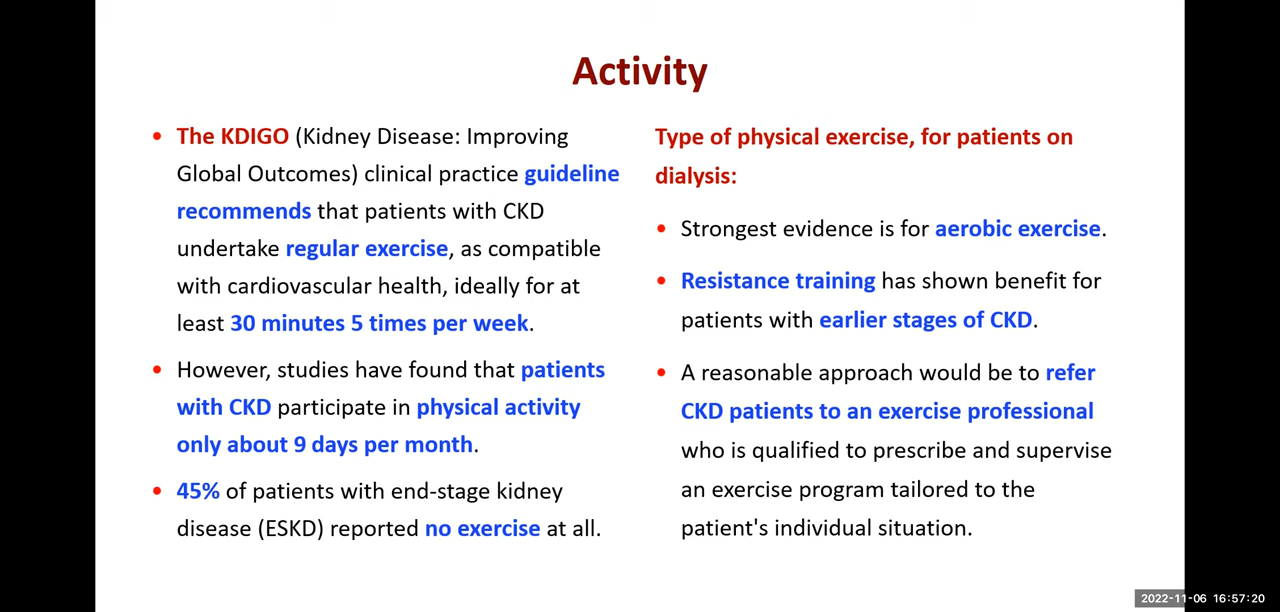 Activity
• The KDIGO (Kidney Disease: Improving
Global Outcomes) clinical practice guideline
recommends that patients with CKD
undertake regular exercise, as compatible
with cardiovascular health, ideally for at
least 30 minutes 5 times per week.
• However, studies have found that patients
with CKD participate in physical activity
only about 9 days per month.
• 45% of patients with end-stage kidney
disease (ESKD) reported no exercise at all.
Type of physical exercise, for patients on
dialysis:
• Strongest evidence is for aerobic exercise.
• Resistance training has shown benefit for
patients with earlier stages of CKD.
• A reasonable approach would be to refer
CKD patients to an exercise professional
who is qualified to prescribe and supervise
an exercise program tailored to the
patient's individual situation.
2022-11-06 16:57:20